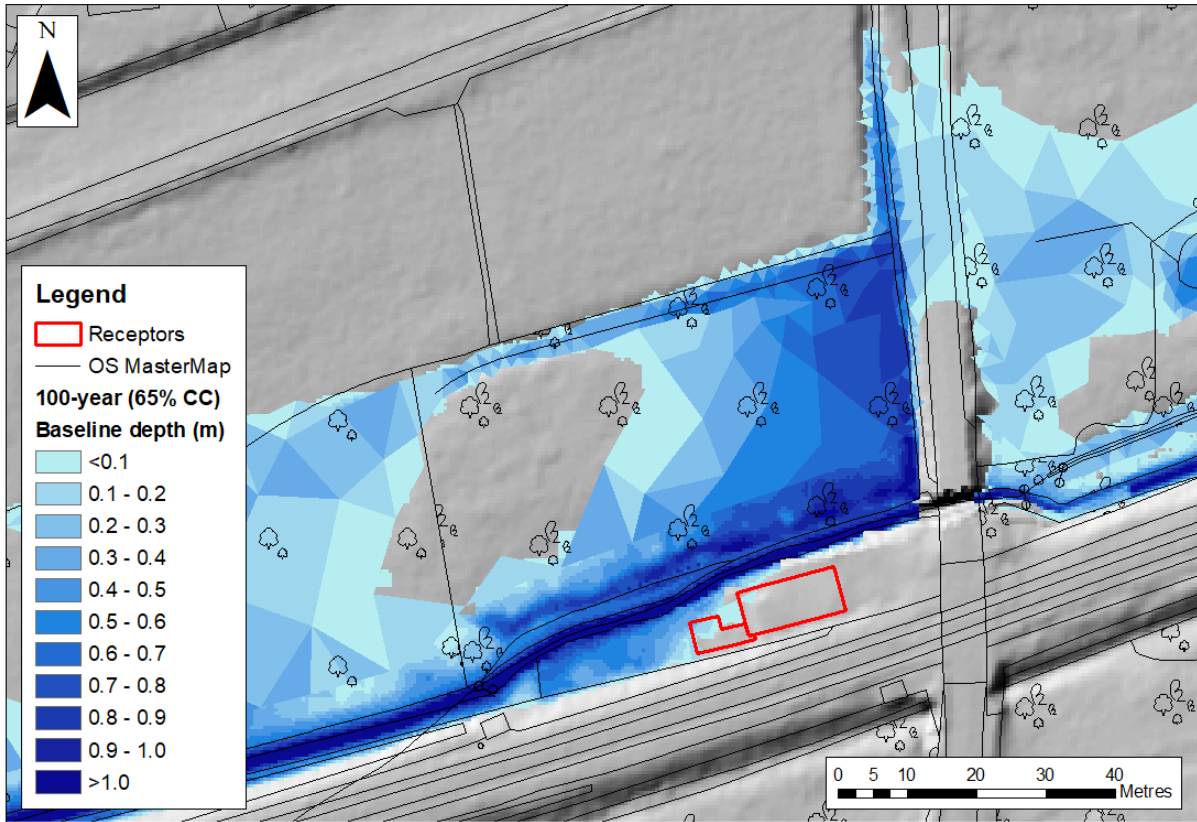 N
Legend
Receptors
OS MasterMap
100-year (65% CC)
Baseline depth (m)
<0.1
0.1 - 0.2
0.2 - 0.3
0.3 - 0.4
0.4 - 0.5
0.5 - 0.6
0.6 - 0.7
0.7 - 0.8
0.8 - 0.9
0.9 - 1.0
>1.0
0 5 10 20 30 40
Metres